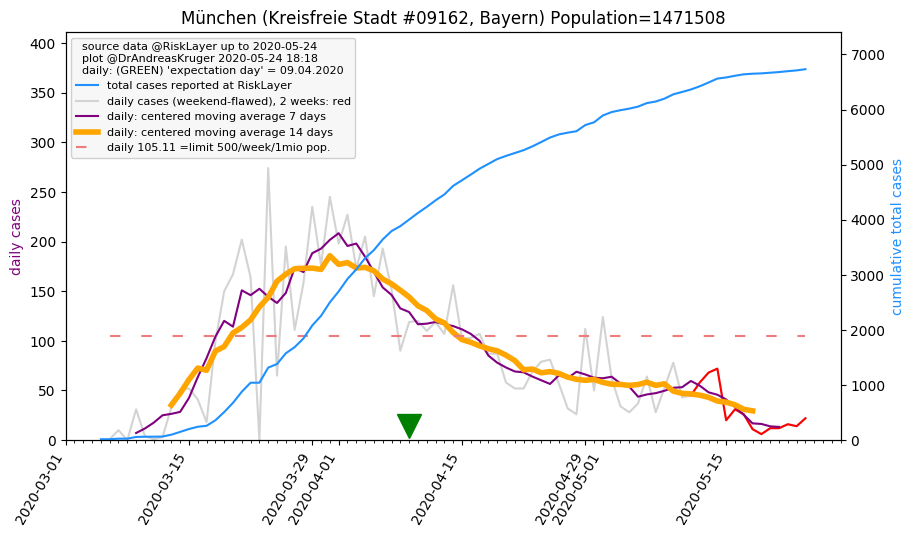 München (Kreisfreie Stadt #09162, Bayern) Population=1471508
source data @RiskLayer up to 2020-05-24
plot @DrAndreasKruger 2020-05-24 18:18
daily: (GREEN) 'expectation day' = 09.04.2020
total cases reported at RiskLayer
daily cases (weekend-flawed), 2 weeks: red
daily: centered moving average 7 days
daily: centered moving average 14 days
daily 105.11 =limit 500/week/1mio pop.
daily cases
400
350
300
250
200
150
100
50
0
7000
6000
5000
4000
3000
2000
1000
0
cumulative total cases
2020-03-01
2020-03-15
2020-03-29
2020-04-01
2020-04-15
2020-04-29
2020-05-01
2020-05-15